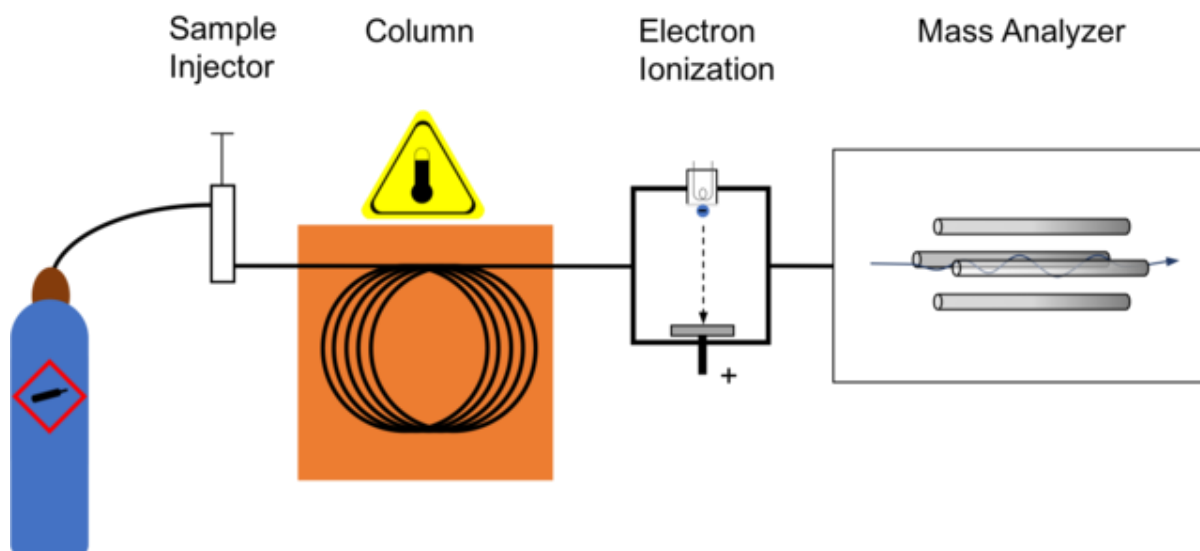 Sample
Injector
Column
Electron
Ionization
Mass Analyzer
+